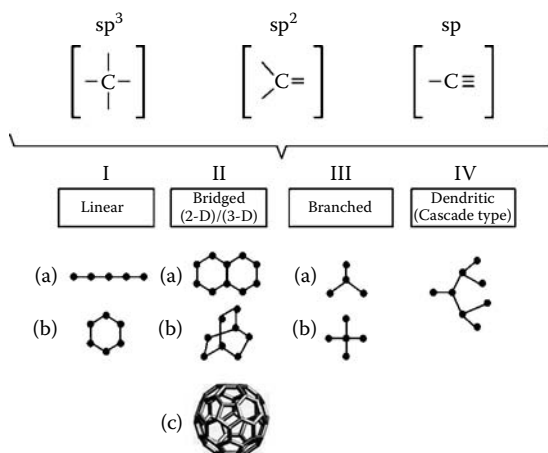 sp³ sp² sp
C C= C≡
I II III IV
Linear Bridged Branched Dendritic
(2-D)/(3-D) (Cascade type)
(a) (a) (a)
(b) (b) (b)
(c)